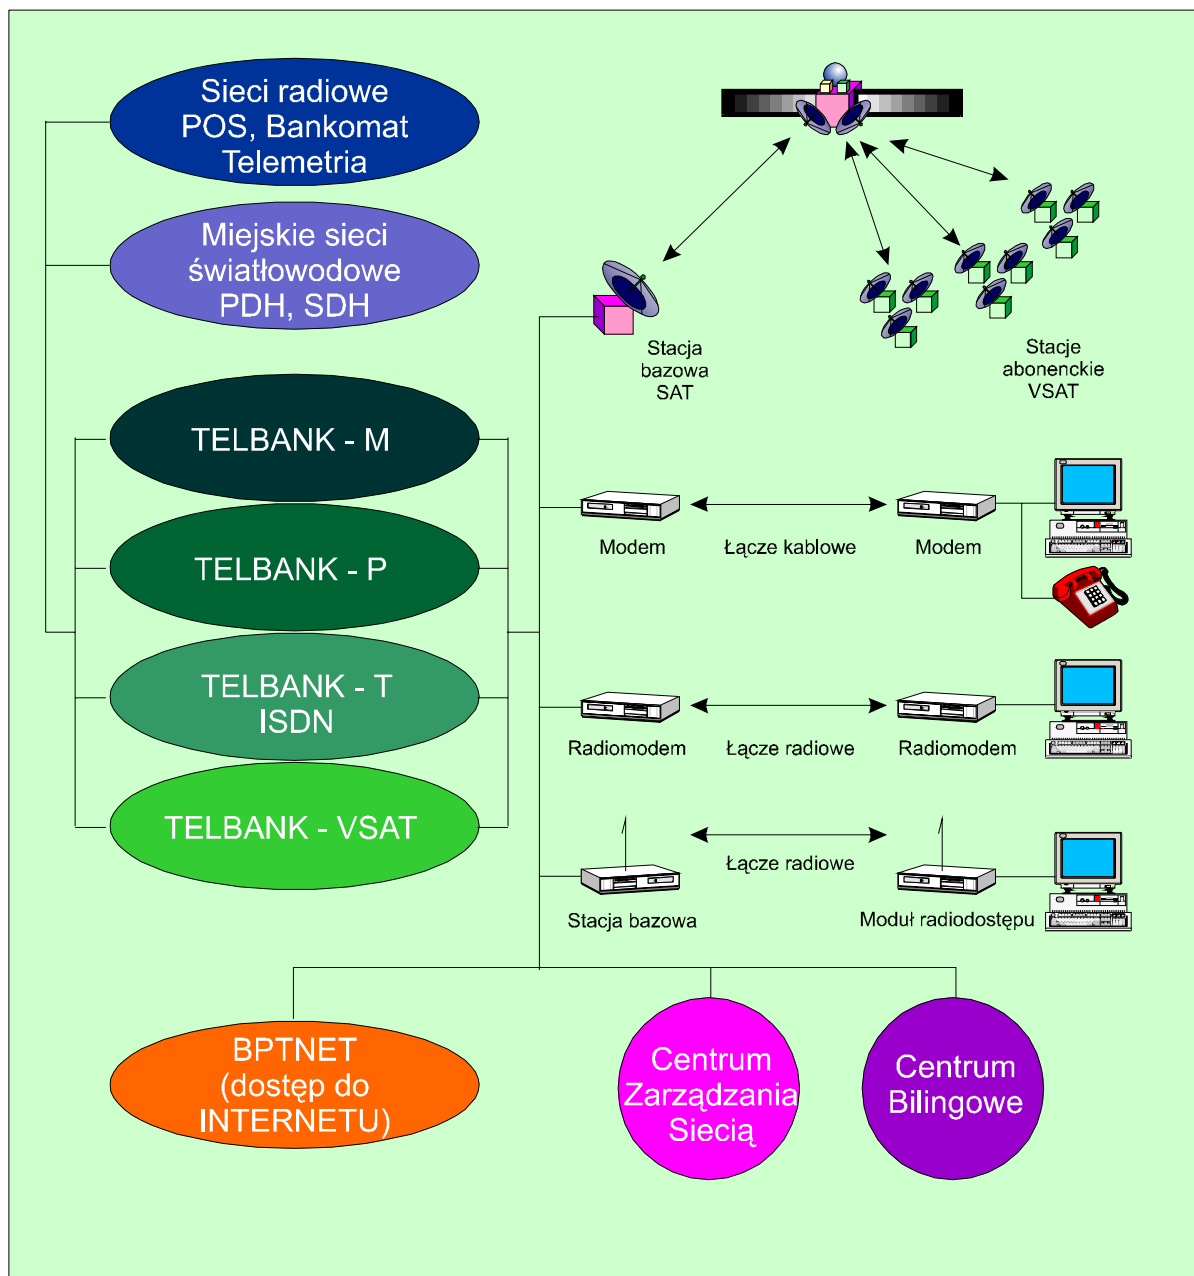 Sieci radiowe
POS, Bankomat
Telemetria
Miejskie sieci
światłowodowe
PDH, SDH
Stacja
bazowa
SAT
Stacje
abonenckie
VSAT
TELBANK - M
TELBANK - P
TELBANK - T
ISDN
TELBANK - VSAT
Modem
Łącze kablowe
Modem
Radiomodem
Łącze radiowe
Radiomodem
Łącze radiowe
Stacja bazowa
Moduł radiodostępu
BPTNET
(dostęp do
INTERNETU)
Centrum
Zarządzania
Siecią
Centrum
Bilingowe